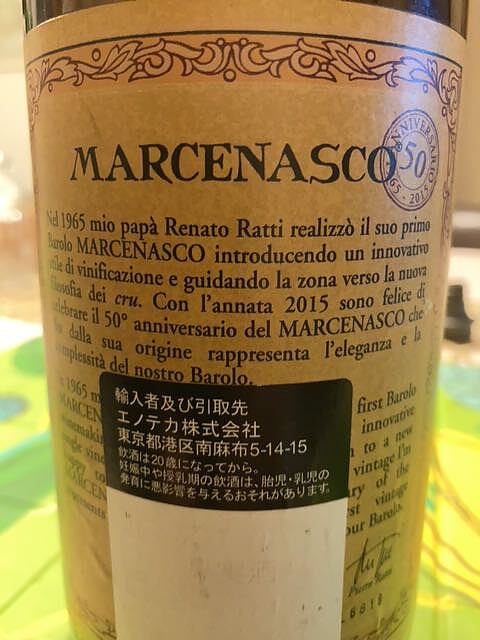 MARCENASCO
ANNIVERSARIO
50
1965 - 2015
Nel 1965 mio papà Renato Ratti realizzò il suo primo
Barolo MARCENASCO introducendo un innovativo
stile di vinificazione e guidando la zona verso la nuova
filosofia dei cru. Con l'annata 2015 sono felice di
celebrare il 50° anniversario del MARCENASCO che
dalla sua origine rappresenta l'eleganza e la
complessità del nostro Barolo.
1965 first Barolo
MARCEN innovative
to a new
vintage I'm
of the
vintage
our Barolo.
輸入者及び引取先
エノテカ株式会社
東京都港区南麻布5-14-15
飲酒は20歳になってから。
妊娠中や授乳期の飲酒は、胎児・乳児の
発育に悪影響を与えるおそれがあります。